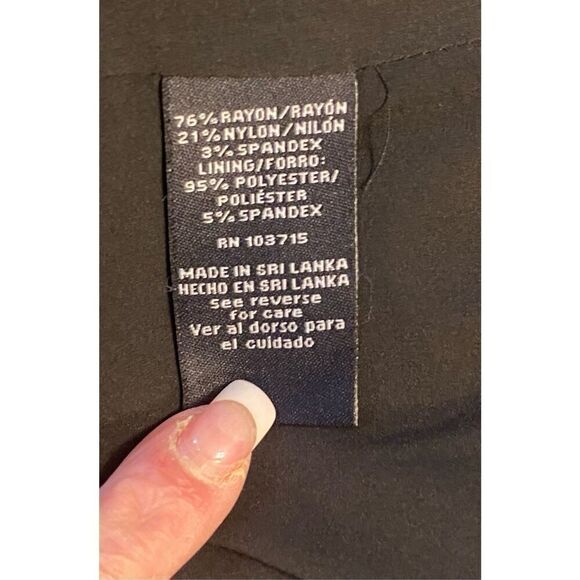 76% RAYON/RAYÓN
21% NYLON/NILÓN
3% SPANDEX
LINING/FORRO:
95% POLYESTER/
POLIÉSTER
5% SPANDEX
RN 103715
MADE IN SRI LANKA
HECHO EN SRI LANKA
See reverse
for care
Ver al dorso para
el cuidado